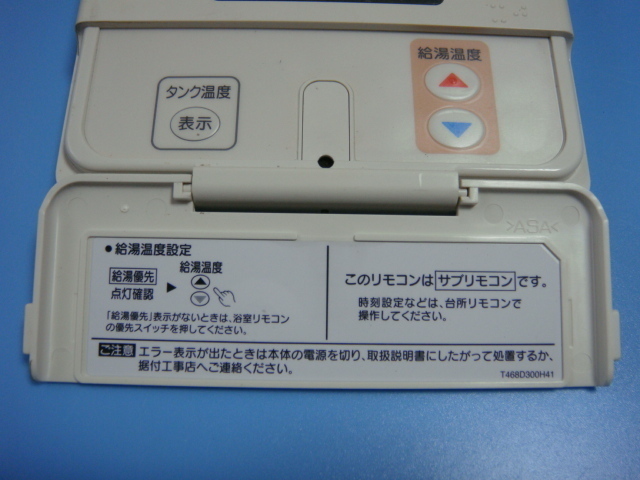 給湯温度
タンク温度
表示
>ASA<
●給湯温度設定
給湯優先
点灯確認
給湯温度
「給湯優先」表示がないときは、浴室リモコン
の優先スイッチを押してください。
このリモコンは サブリモコン です。
時刻設定などは、台所リモコンで
操作してください。
ご注意 エラー表示が出たときは本体の電源を切り、取扱説明書にしたがって処置するか、
据付工事店へご連絡ください。
T468D300H41